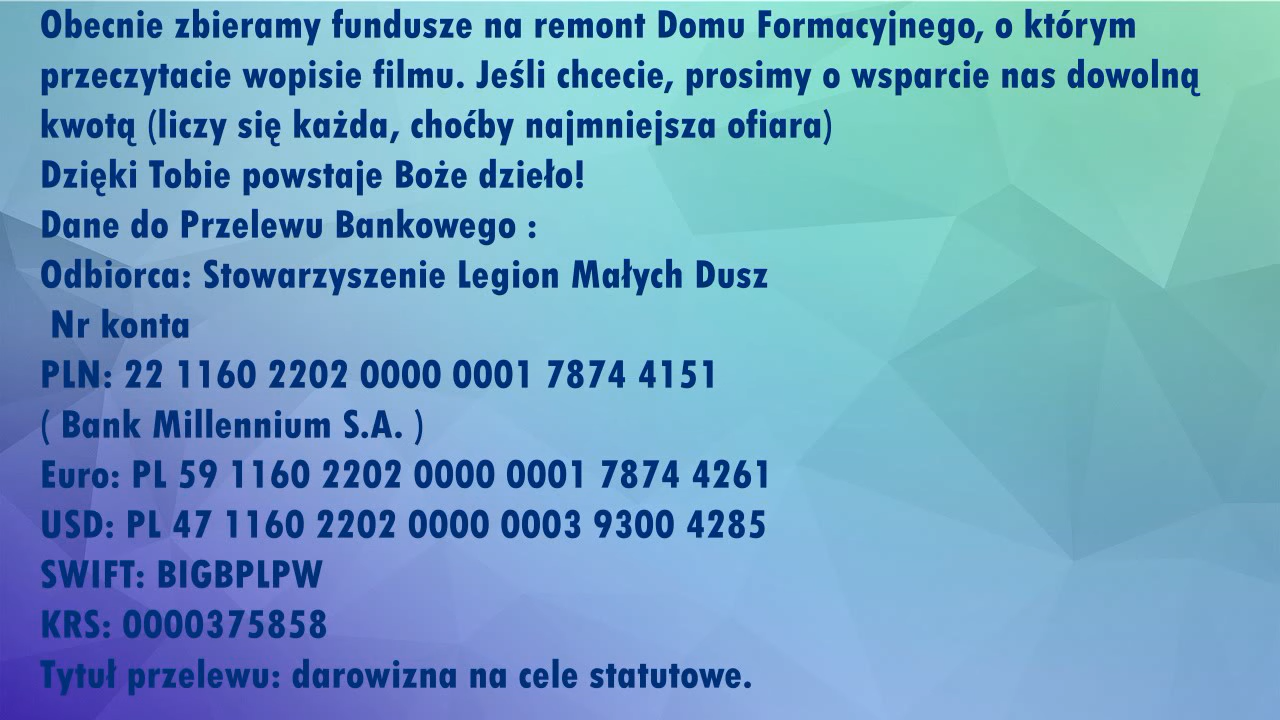 Obecnie zbieramy fundusze na remont Domu Formacyjnego, o którym
przeczytacie wopisie filmu. Jeśli chcecie, prosimy o wsparcie nas dowolną
kwotą (liczy się każda, choćby najmniejsza ofiara)
Dzięki Tobie powstaje Boże dzieło!
Dane do Przelewu Bankowego :
Odbiorca: Stowarzyszenie Legion Małych Dusz
Nr konta
PLN: 22 1160 2202 0000 0001 7874 4151
( Bank Millennium S.A. )
Euro: PL 59 1160 2202 0000 0001 7874 4261
USD: PL 47 1160 2202 0000 0003 9300 4285
SWIFT: BIGBPLPW
KRS: 0000375858
Tytuł przelewu: darowizna na cele statutowe.